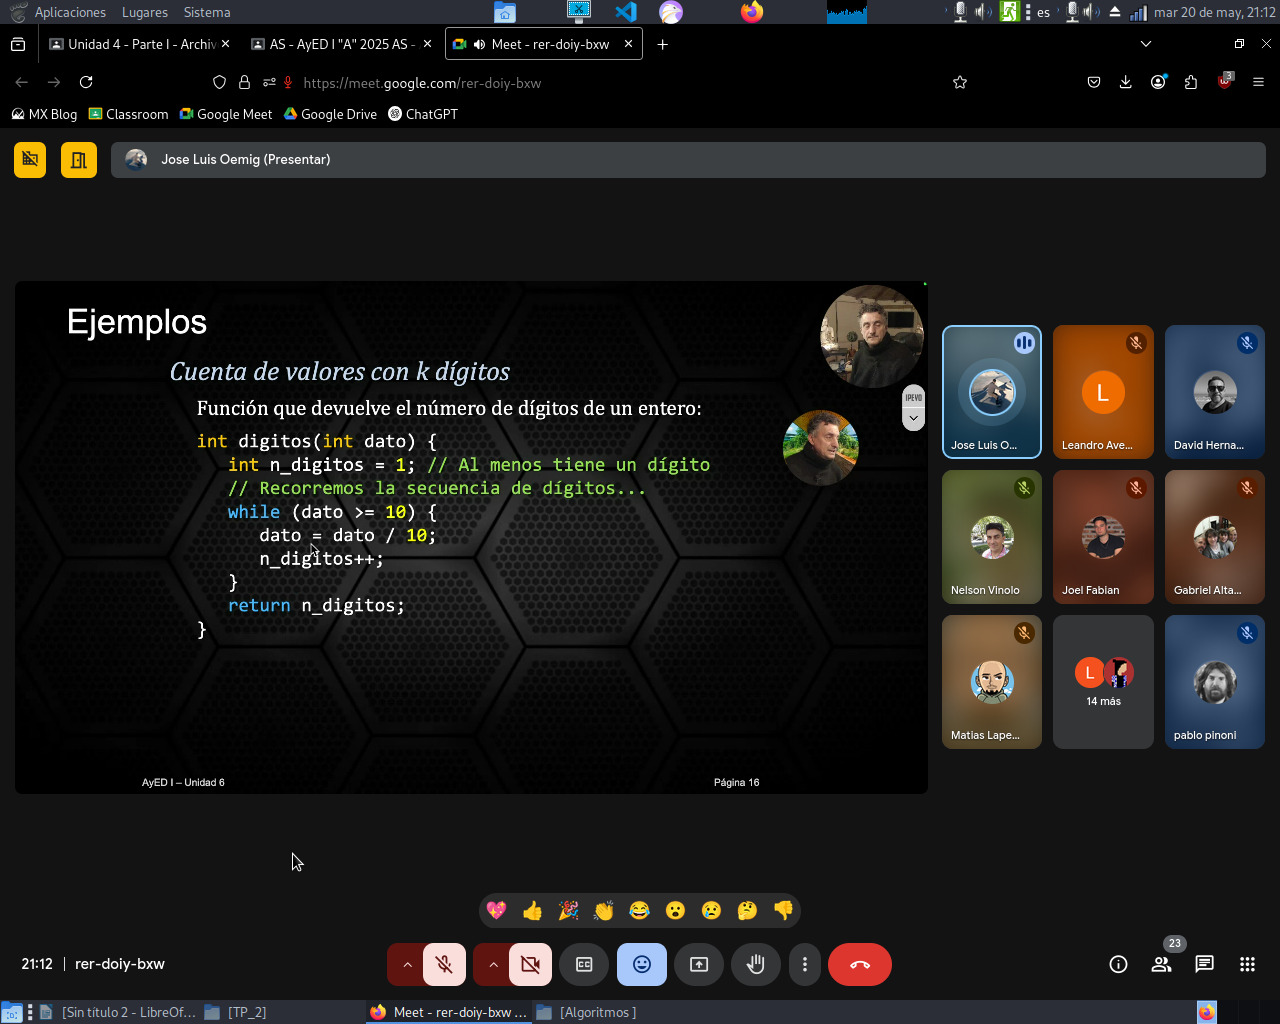 Aplicaciones Lugares Sistema
es
mar 20 de may, 21:12
Unidad 4 - Parte I - Archiv
AS - AyED I "A" 2025 AS -
Meet - rer-doiy-bxw
https://meet.google.com/rer-doiy-bxw
3
MX Blog
Classroom
Google Meet
Google Drive
ChatGPT
Jose Luis Oemig (Presentar)
Ejemplos
Cuenta de valores con k dígitos
Función que devuelve el número de dígitos de un entero:
int digitos(int dato) {
int n_digitos = 1; // Al menos tiene un dígito
// Recorremos la secuencia de dígitos...
while (dato >= 10) {
dato = dato / 10;
n_digitos++;
}
return n_digitos;
}
AyED I – Unidad 6
Página 16
IPEVO
Jose Luis O...
L
Leandro Ave...
David Herna...
Nelson Vinolo
Joel Fabian
Gabriel Alta...
Matias Lape...
L
14 más
pablo pinoni
21:12
rer-doiy-bxw
23
[Sin título 2 - LibreOf...
[TP_2]
Meet - rer-doiy-bxw ...
[Algoritmos ]